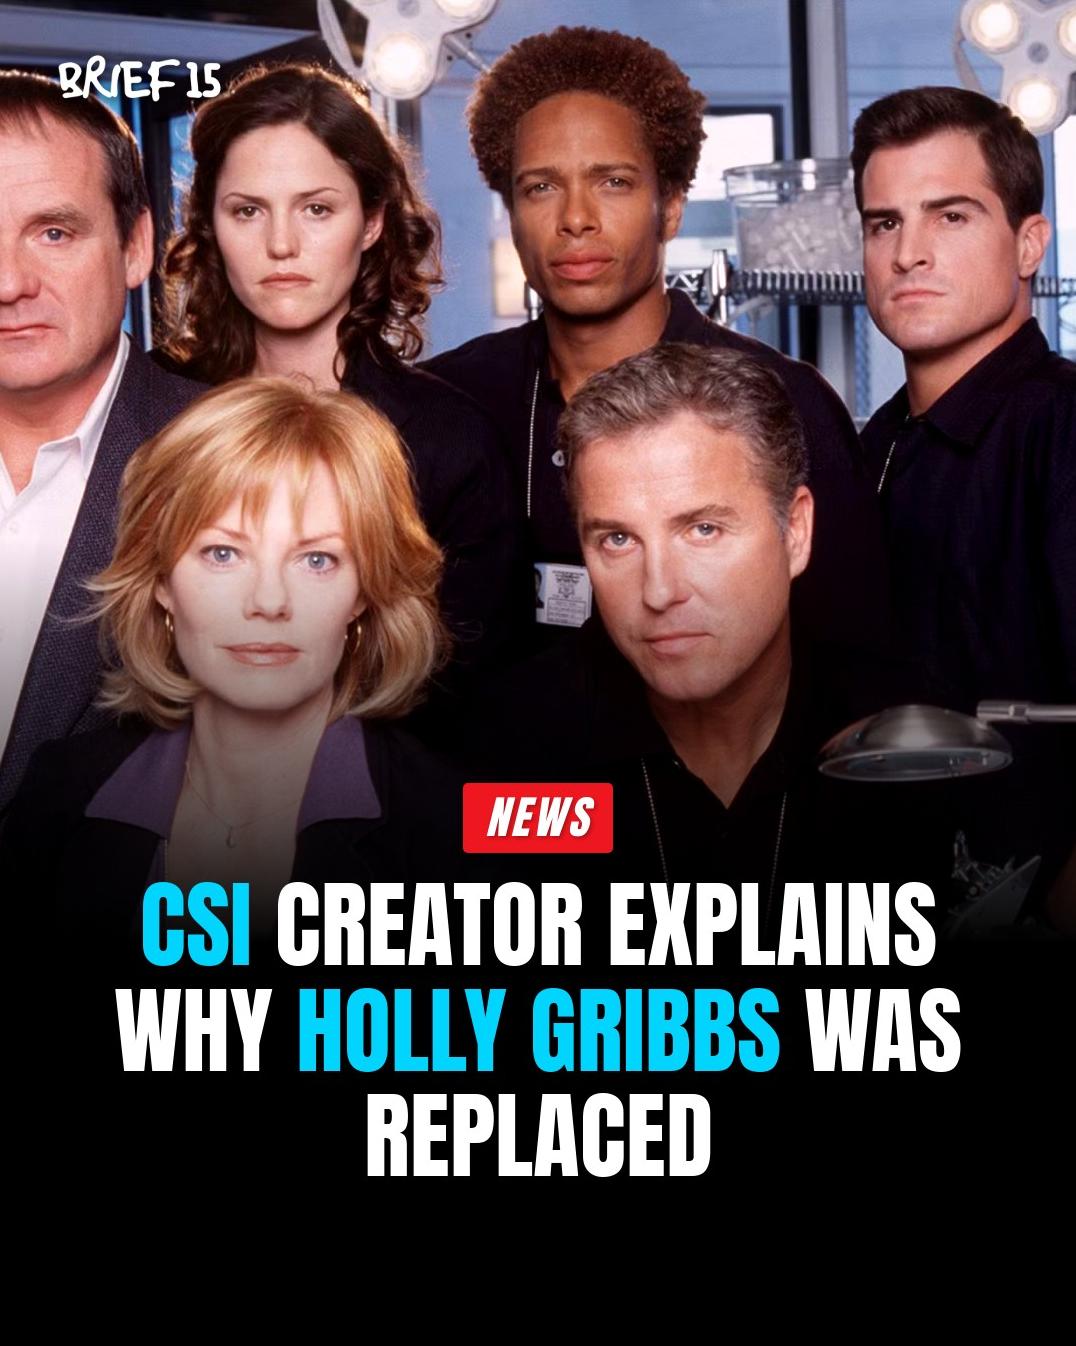 BRIEF 15
NEWS
CSI CREATOR EXPLAINS
WHY HOLLY GRIBBS WAS
REPLACED